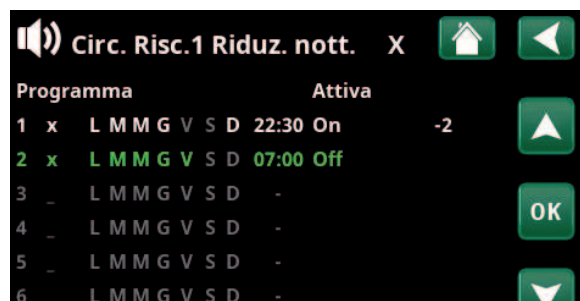 Circ. Risc.1 Riduz. nott. X
Programma Attiva
1 x L M M G V S D 22:30 On -2
2 x L M M G V S D 07:00 Off
3 _ L M M G V S D -
OK
4 _ L M M G V S D -
5 _ L M M G V S D -
6 L M M G V S D